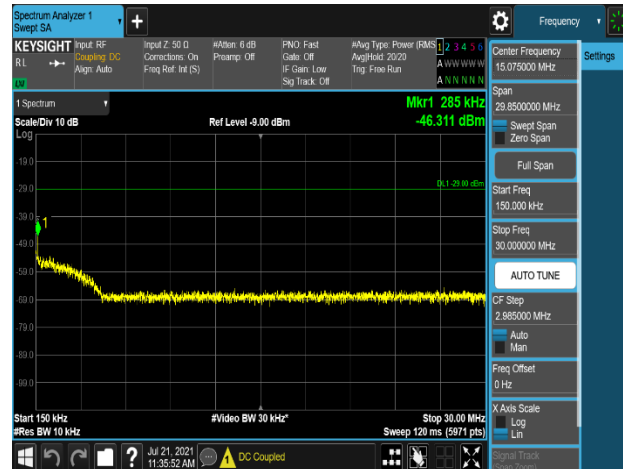 Spectrum Analyzer 1
Swept SA
Frequency
KEYSIGHT
RL
Input: RF
Coupling: DC
Align: Auto
Input Z: 50 Ω
Corrections: On
Freq Ref: Int (S)
#Atten: 6 dB
Preamp: Off
PNO: Fast
Gate: Off
IF Gain: Low
Sig Track: Off
#Avg Type: Power (RMS
Avg|Hold: 20/20
Trig: Free Run
1 2 3 4 5 6
A W W W W W
A N N N N N
Settings
Center Frequency
15.075000 MHz
Span
29.8500000 MHz
Swept Span
Zero Span
Full Span
Start Freq
150.000 kHz
Stop Freq
30.000000 MHz
AUTO TUNE
CF Step
2.985000 MHz
Auto
Man
Freq Offset
0 Hz
X Axis Scale
Log
Lin
Signal Track
(Span Zoom)
1 Spectrum
Scale/Div 10 dB
Log
Ref Level -9.00 dBm
Mkr1 285 kHz
-46.311 dBm
-19.0
-29.0
DL1 -29.00 dBm
-39.0
1
-49.0
-59.0
-69.0
-79.0
-89.0
-99.0
Start 150 kHz
#Res BW 10 kHz
#Video BW 30 kHz*
Stop 30.00 MHz
Sweep 120 ms (5971 pts)
Jul 21, 2021
11:35:52 AM
DC Coupled